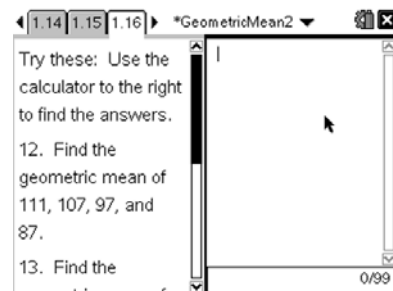 1.14 1.15 1.16 *GeometricMean2
Try these: Use the
calculator to the right
to find the answers.
12. Find the
geometric mean of
111, 107, 97, and
87.
13. Find the
0/99